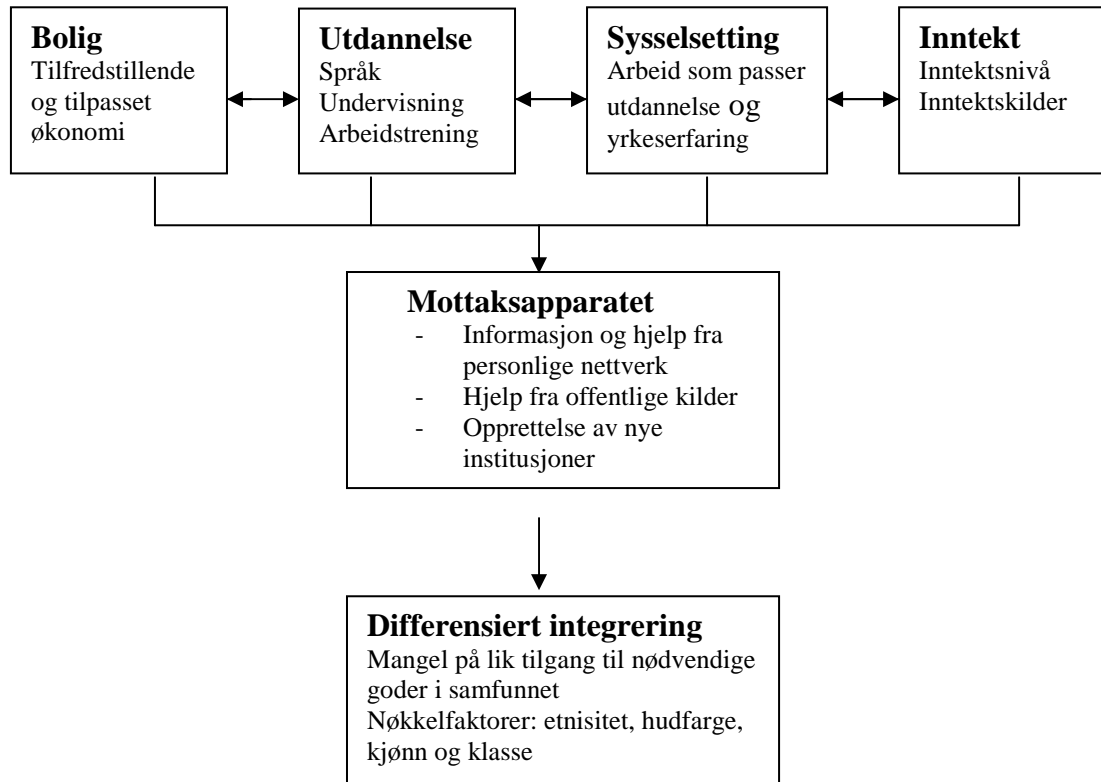 Bolig
Tilfredstillende
og tilpasset
økonomi
Utdannelse
Språk
Undervisning
Arbeidstrening
Sysselsetting
Arbeid som passer
utdannelse og
yrkeserfaring
Inntekt
Inntektsnivå
Inntektskilder
Mottaksapparatet
- Informasjon og hjelp fra
personlige nettverk
- Hjelp fra offentlige kilder
- Opprettelse av nye
institusjoner
Differensiert integrering
Mangel på lik tilgang til nødvendige
goder i samfunnet
Nøkkelfaktorer: etnisitet, hudfarge,
kjønn og klasse